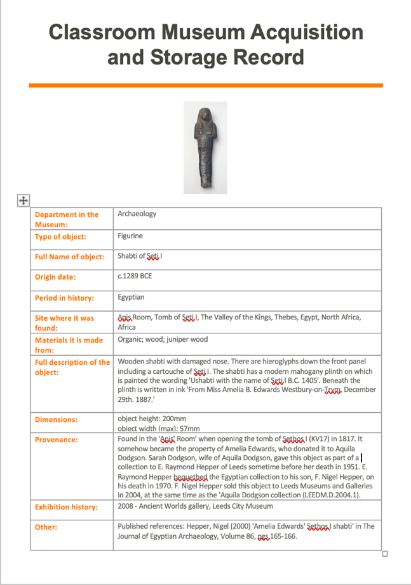 Classroom Museum Acquisition
and Storage Record
Department in the
Museum:
Archaeology
Type of object:
Figurine
Full Name of object:
Shabti of Seti I
Origin date:
c.1289 BCE
Period in history:
Egyptian
Site where it was
found:
Apis Room, Tomb of Seti,I, The Valley of the Kings, Thebes, Egypt, North Africa,
Africa
Materials it is made
from:
Organic; wood; juniper wood
Full description of the
object:
Wooden shabti with damaged nose. There are hieroglyphs down the front panel
including a cartouche of Seti I. The shabti has a modern mahogany plinth on which
is painted the wording 'Ushabti with the name of Seti I B.C. 1405'. Beneath the
plinth is written in ink 'From Miss Amelia B. Edwards Westbury-on-Trym, December
29th. 1887.'
Dimensions:
object height: 200mm
object width (max): 57mm
Provenance:
Found in the 'Apis' Room' when opening the tomb of Sethos I (KV17) in 1817. It
somehow became the property of Amelia Edwards, who donated it to Aquila
Dodgson. Sarah Dodgson, wife of Aquila Dodgson, gave this object as part of a
collection to E. Raymond Hepper of Leeds sometime before her death in 1951. E.
Raymond Hepper bequethed the Egyptian collection to his son, F. Nigel Hepper, on
his death in 1970. F. Nigel Hepper sold this object to Leeds Museums and Galleries
in 2004, at the same time as the 'Aquila Dodgson collection (LEEDM.D.2004.1).
Exhibition history:
2008 - Ancient Worlds gallery, Leeds City Museum
Other:
Published references: Hepper, Nigel (2000) 'Amelia Edwards' Sethos I shabti' in The
Journal of Egyptian Archaeology, Volume 86, pgs.165-166.